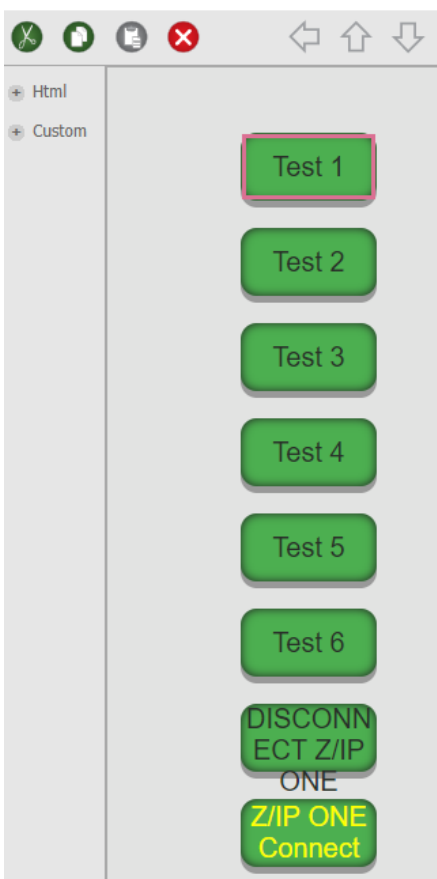 Html
Custom
Test 1
Test 2
Test 3
Test 4
Test 5
Test 6
DISCONN
ECT Z/IP
ONE
Z/IP ONE
Connect